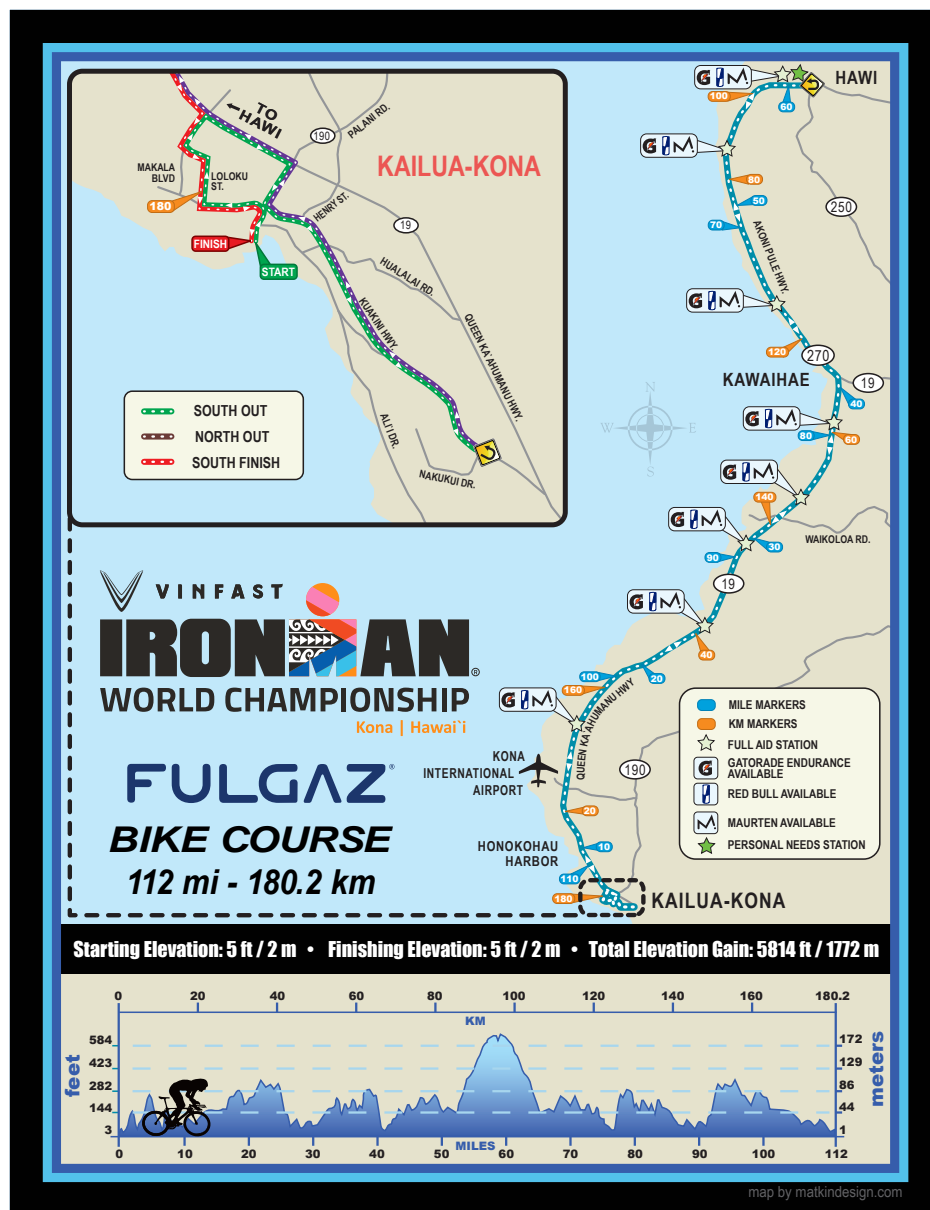 HAWI
100
60
80
50
70
250
AKONI PULE HWY.
120
270
KAWAIHAE
19
40
80
60
140
WAIKOLOA RD.
30
90
19
40
100
20
160
QUEEN KA`AHUMANU HWY
190
KONA
INTERNATIONAL
AIRPORT
20
HONOKOHAU
HARBOR
10
110
180
KAILUA-KONA
N
W
E
S
TO
HAWI
190
PALANI RD.
KAILUA-KONA
MAKALA
BLVD
LOLOKU
ST.
180
HENRY ST.
19
FINISH
START
HUALALAI RD.
KUAKINI HWY.
QUEEN KA`AHUMANU HWY.
ALI'I DR.
NAKUKUI DR.
SOUTH OUT
NORTH OUT
SOUTH FINISH
VINFAST
IRONMAN®
WORLD CHAMPIONSHIP
Kona | Hawai`i
FULGAZ®
BIKE COURSE
112 mi - 180.2 km
MILE MARKERS
KM MARKERS
FULL AID STATION
GATORADE ENDURANCE
AVAILABLE
RED BULL AVAILABLE
MAURTEN AVAILABLE
PERSONAL NEEDS STATION
Starting Elevation: 5 ft / 2 m • Finishing Elevation: 5 ft / 2 m • Total Elevation Gain: 5814 ft / 1772 m
0 20 40 60 80 100 120 140 160 180.2
KM
feet
584
423
282
144
3
172
129
86
44
1
meters
MILES
0 10 20 30 40 50 60 70 80 90 100 112
map by matkindesign.com